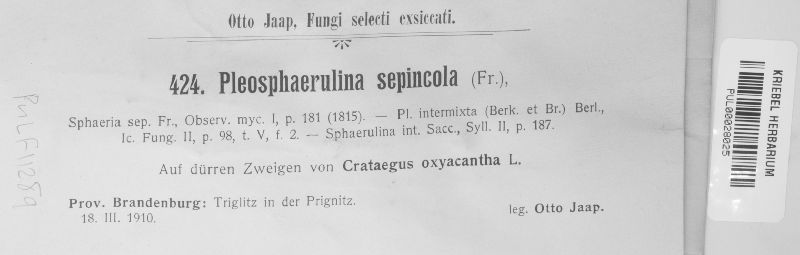 Otto Jaap, Fungi selecti exsiccati.
424. Pleosphaerulina sepincola (Fr.),
Sphaeria sep. Fr., Observ. myc. I, p. 181 (1815). — Pl. intermixta (Berk. et Br.) Berl.,
Ic. Fung. II, p. 98, t. V, f. 2. — Sphaerulina int. Sacc., Syll. II, p. 187.
Auf dürren Zweigen von Crataegus oxyacantha L.
Prov. Brandenburg: Triglitz in der Prignitz.
18. III. 1910.
leg. Otto Jaap.
PULF11289
KRIEBEL HERBARIUM
PUL00028025